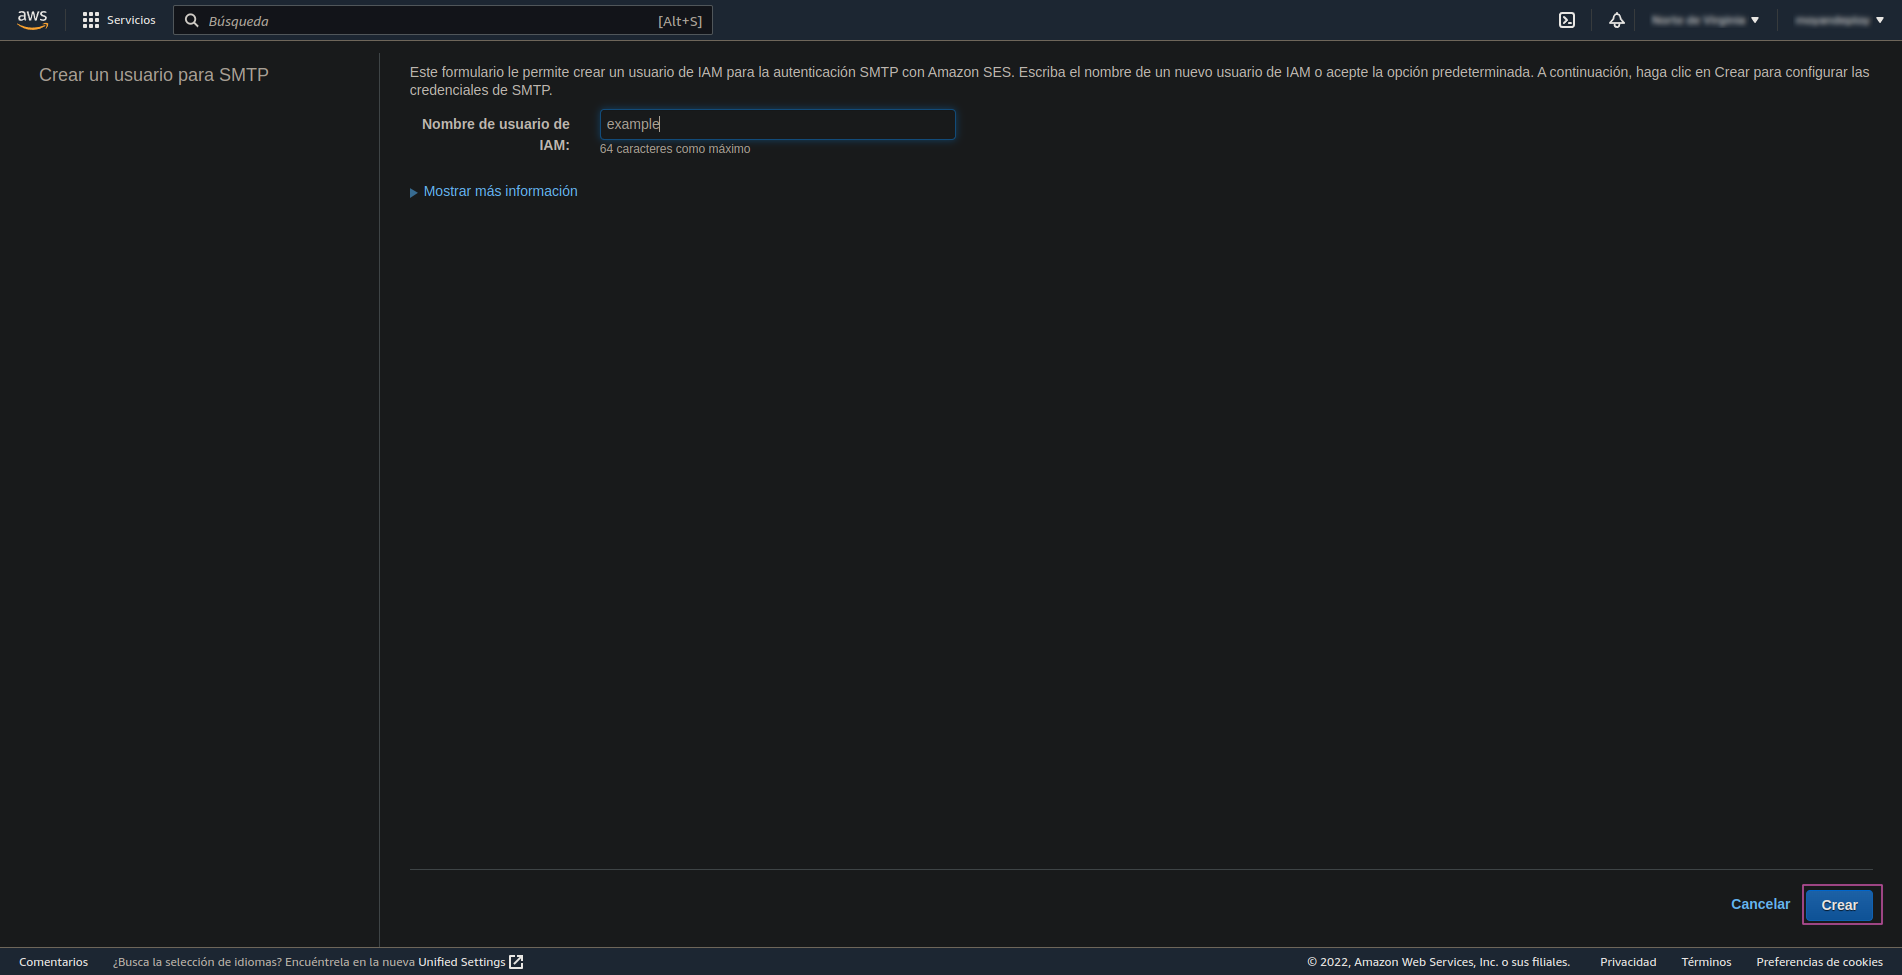 aws
Servicios
Búsqueda
[Alt+S]
Crear un usuario para SMTP
Este formulario le permite crear un usuario de IAM para la autenticación SMTP con Amazon SES. Escriba el nombre de un nuevo usuario de IAM o acepte la opción predeterminada. A continuación, haga clic en Crear para configurar las
credenciales de SMTP.
Nombre de usuario de
IAM:
example
64 caracteres como máximo
Mostrar más información
Cancelar
Crear
Comentarios
¿Busca la selección de idiomas? Encuéntrela en la nueva Unified Settings
© 2022, Amazon Web Services, Inc. o sus filiales.
Privacidad
Términos
Preferencias de cookies